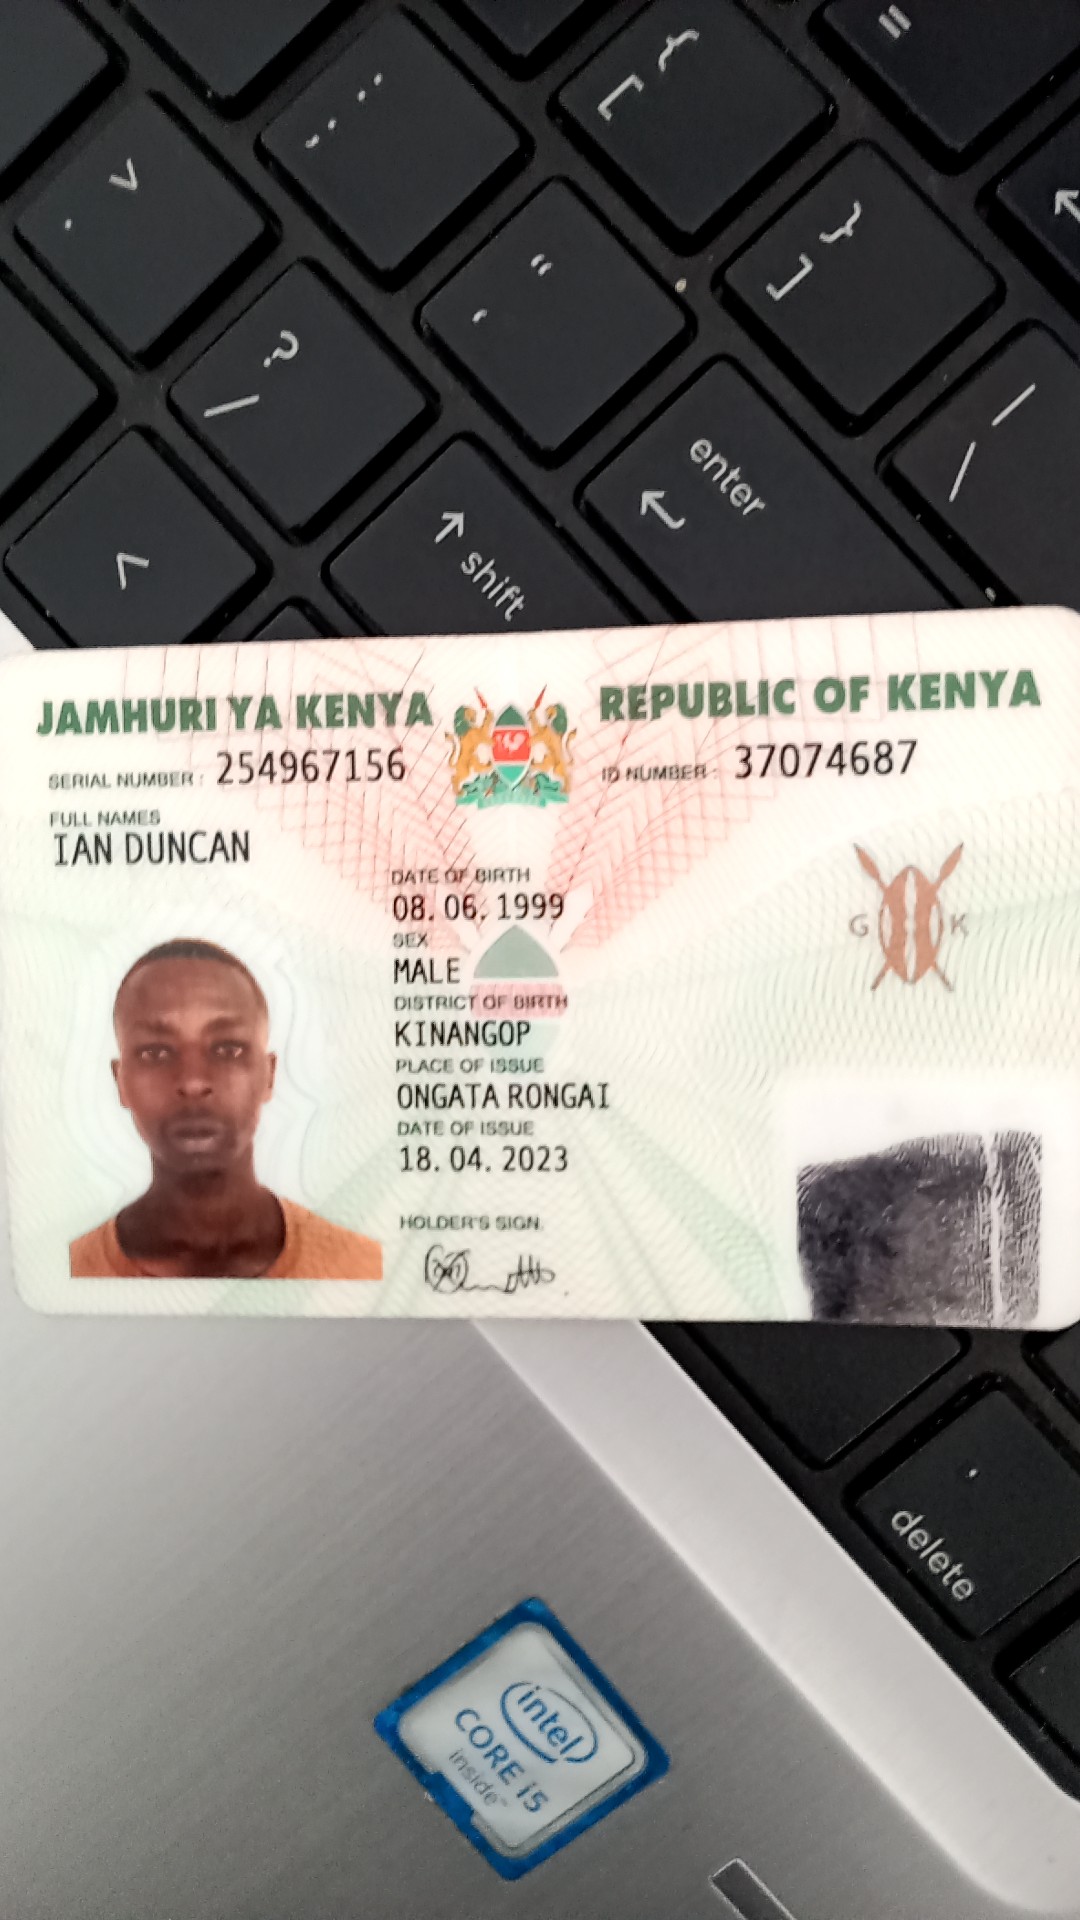 =
{
[
: ;
>
.
"
'
}
]
?
/
|
\
enter
shift
JAMHURI YA KENYA
REPUBLIC OF KENYA
SERIAL NUMBER : 254967156
ID NUMBER : 37074687
FULL NAMES
IAN DUNCAN
DATE OF BIRTH
08. 06. 1999
SEX
MALE
DISTRICT OF BIRTH
KINANGOP
PLACE OF ISSUE
ONGATA RONGAI
DATE OF ISSUE
18. 04. 2023
HOLDER'S SIGN.
G K
.
delete
intel
CORE i5
inside™